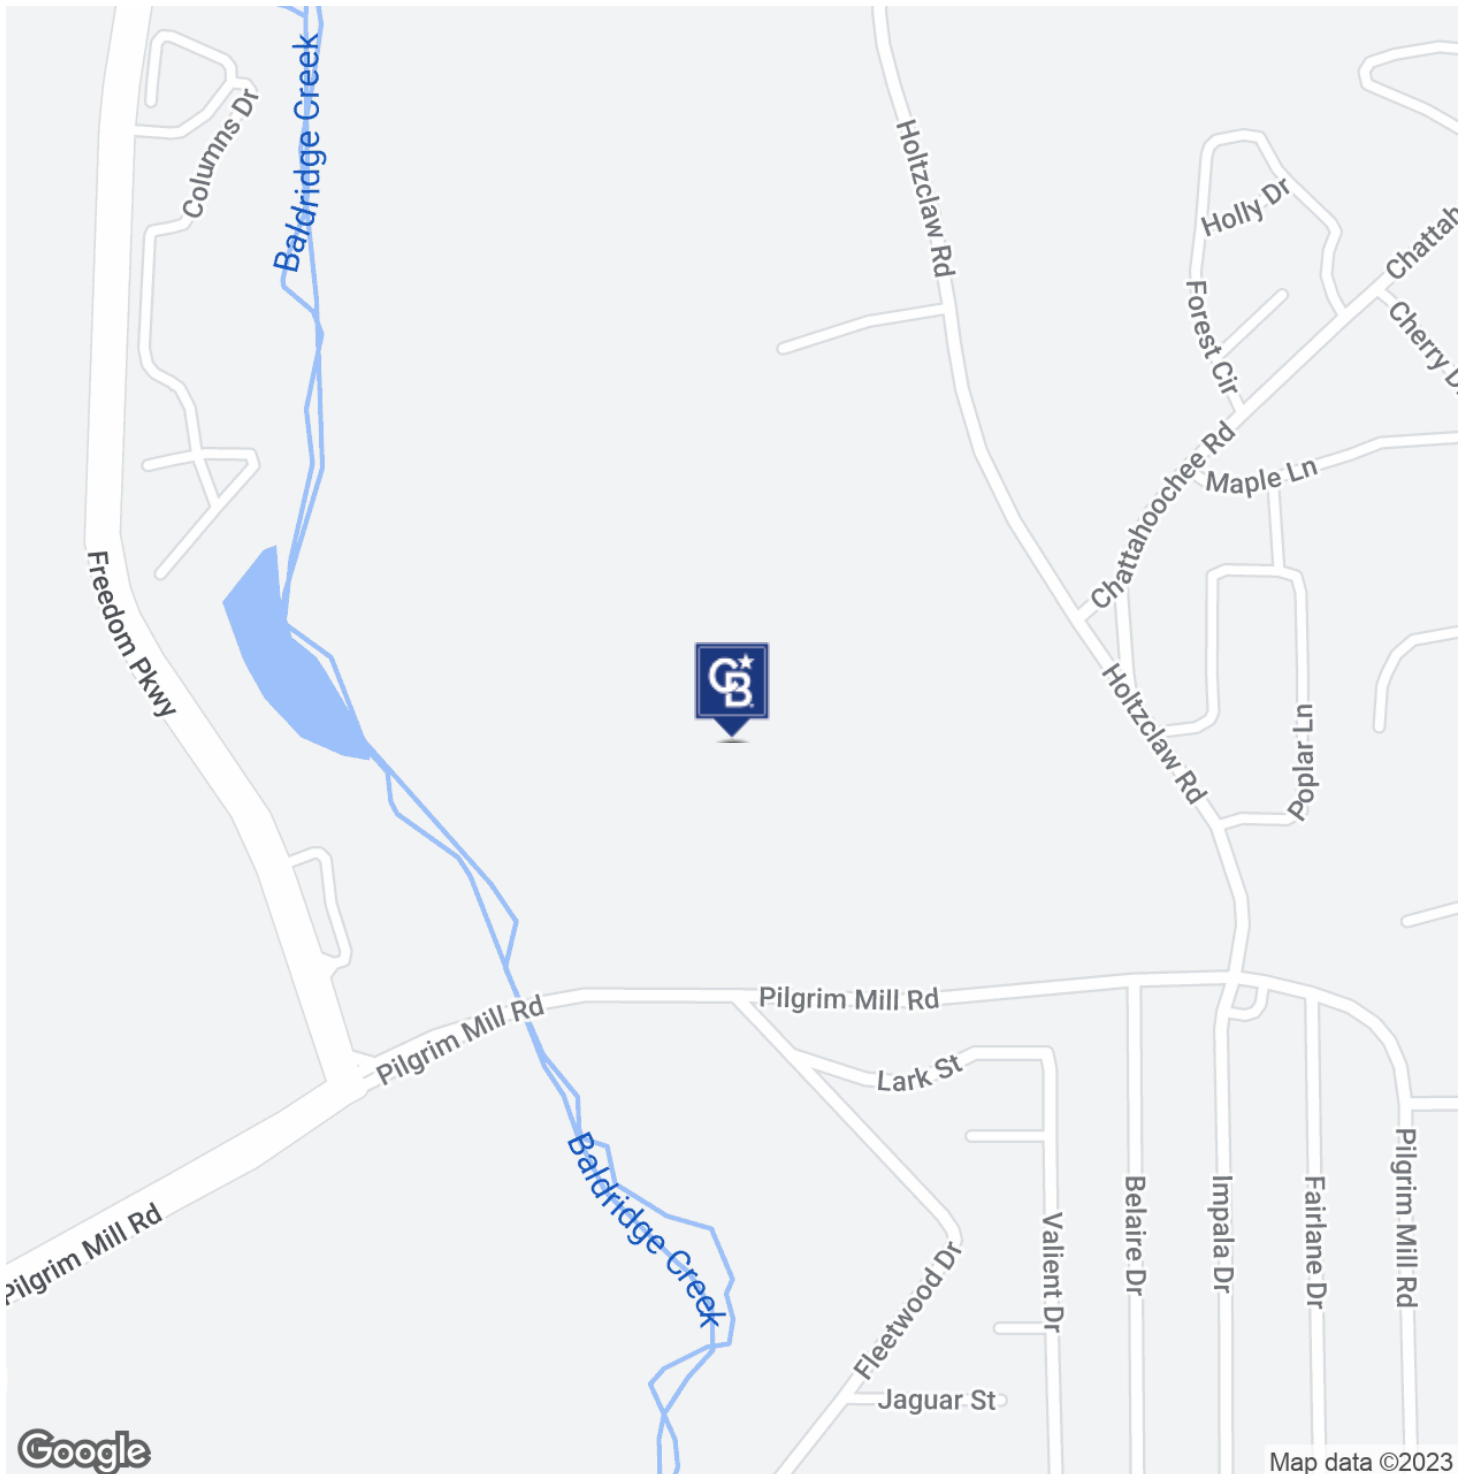 Baldridge Creek
Columns Dr
Holtzclaw Rd
Holly Dr
Chattah
Forest Cir
Cherry D
Chattahoochee Rd
Maple Ln
Freedom Pkwy
CB
Holtzclaw Rd
Poplar Ln
Pilgrim Mill Rd
Pilgrim Mill Rd
Lark St
Baldridge Creek
Pilgrim Mill Rd
Belaire Dr
Impala Dr
Fairlane Dr
Pilgrim Mill Rd
Valient Dr
Fleetwood Dr
Jaguar St
Google
Map data ©2023